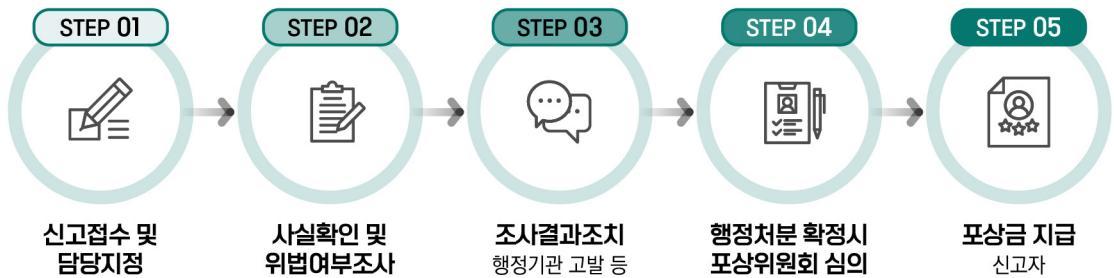 STEP 01
STEP 02
STEP 03
STEP 04
STEP 05
신고접수 및
담당지정
사실확인 및
위법여부조사
조사결과조치
행정기관 고발 등
행정처분 확정시
포상위원회 심의
포상금 지급
신고자